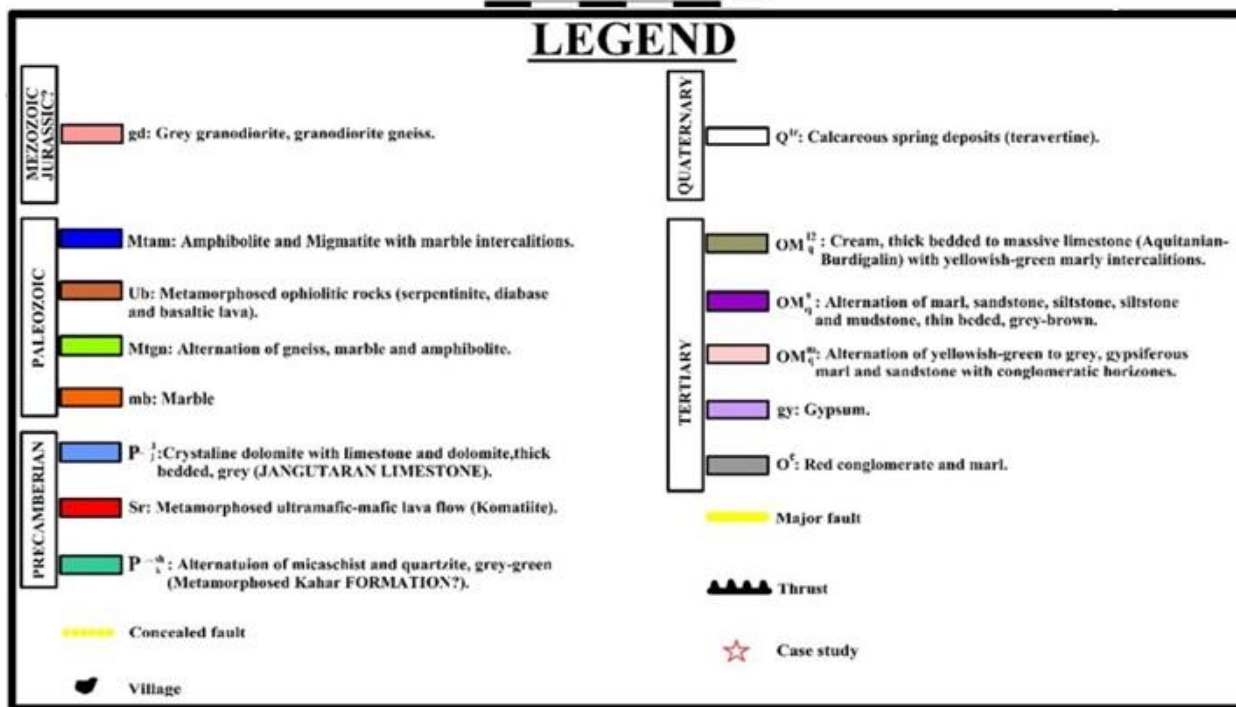 LEGEND
MEZOZOIC
JURASSIC?
gd: Grey granodiorite, granodiorite gneiss.
PALEOZOIC
Mtam: Amphibolite and Migmatite with marble intercalitions.
Ub: Metamorphosed ophiolitic rocks (serpentinite, diabase
and basaltic lava).
Mtgn: Alternation of gneiss, marble and amphibolite.
mb: Marble
PRECAMBERIAN
P :Crystaline dolomite with limestone and dolomite,thick
bedded, grey (JANGUTARAN LIMESTONE).
Sr: Metamorphosed ultramafic-mafic lava flow (Komatiite).
P : Alternatuion of micaschist and quartzite, grey-green
(Metamorphosed Kahar FORMATION?).
Concealed fault
Village
QUATERNARY
Qtr: Calcareous spring deposits (teravertine).
TERTIARY
OM l2 q : Cream, thick bedded to massive limestone (Aquitanian-
Burdigalin) with yellowish-green marly intercalitions.
OM s q : Alternation of marl, sandstone, siltstone, siltstone
and mudstone, thin beded, grey-brown.
OM m q : Alternation of yellowish-green to grey, gypsiferous
marl and sandstone with conglomeratic horizones.
gy: Gypsum.
Oc: Red conglomerate and marl.
Major fault
Thrust
Case study